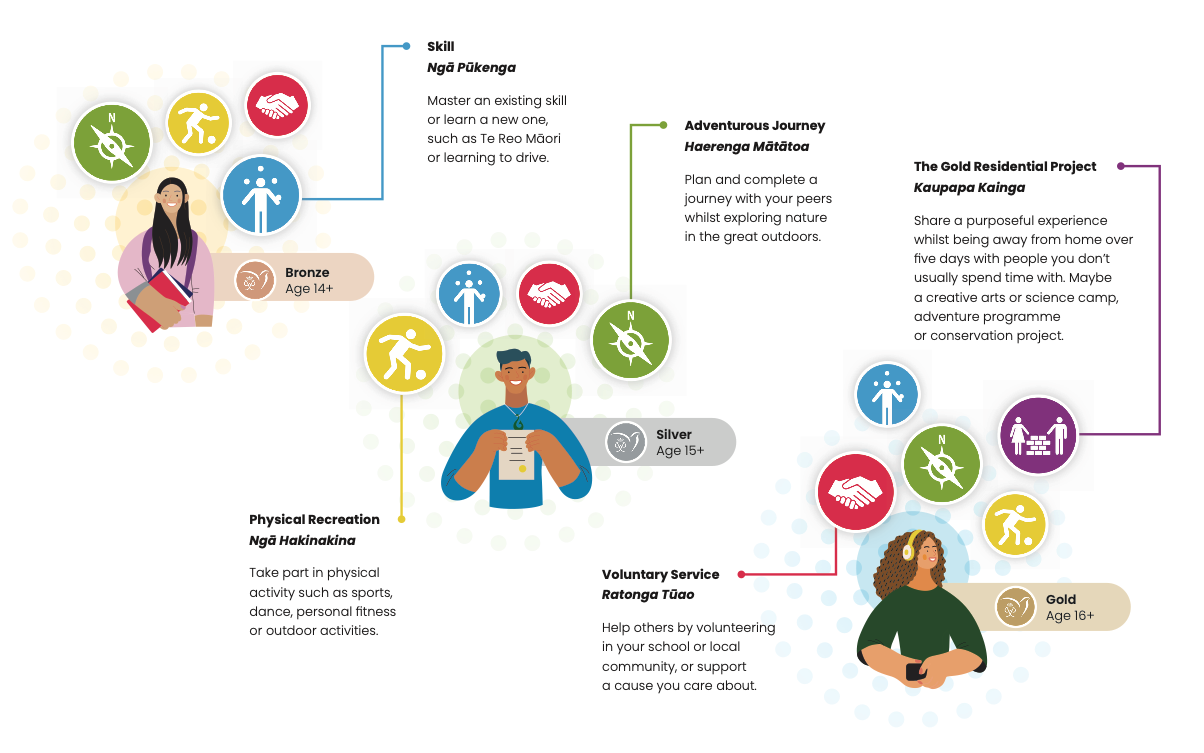 Skill
Ngā Pūkenga
Master an existing skill
or learn a new one,
such as Te Reo Māori
or learning to drive.
N
Bronze
Age 14+
Adventurous Journey
Haerenga Mātātoa
Plan and complete a
journey with your peers
whilst exploring nature
in the great outdoors.
The Gold Residential Project
Kaupapa Kainga
Share a purposeful experience
whilst being away from home over
five days with people you don’t
usually spend time with. Maybe
a creative arts or science camp,
adventure programme
or conservation project.
N
Silver
Age 15+
Physical Recreation
Ngā Hakinakina
Take part in physical
activity such as sports,
dance, personal fitness
or outdoor activities.
N
Voluntary Service
Ratonga Tūao
Help others by volunteering
in your school or local
community, or support
a cause you care about.
Gold
Age 16+